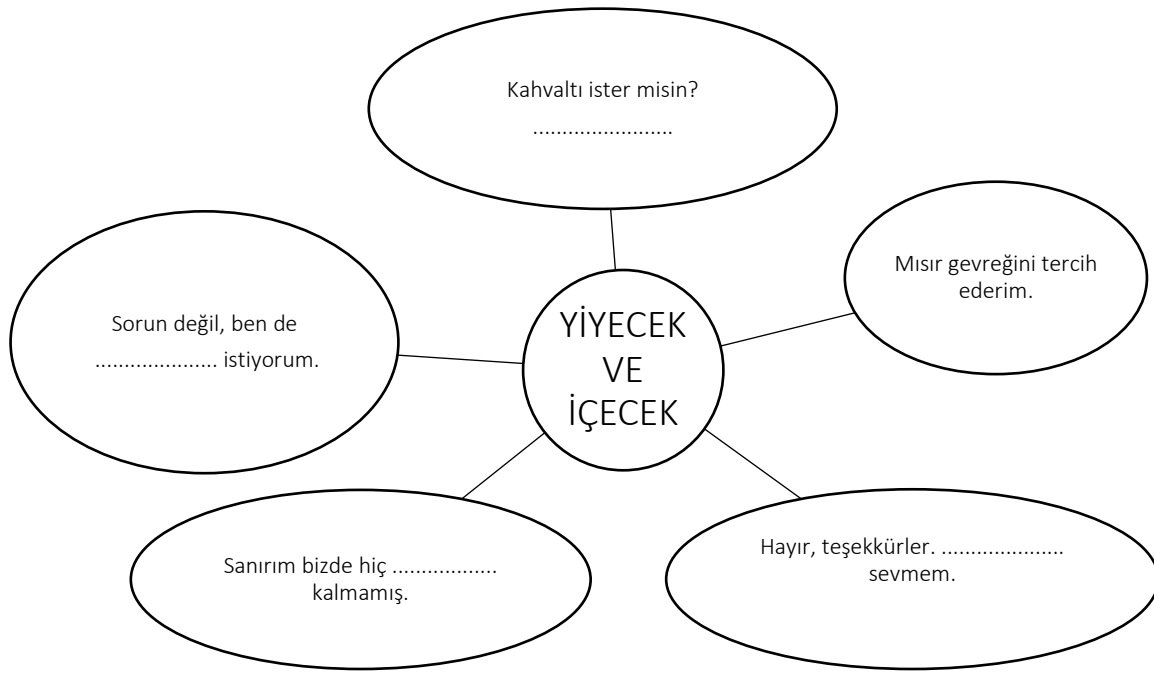 Kahvaltı ister misin?
........................
Mısır gevreğini tercih
ederim.
YİYECEK
VE
İÇECEK
Sorun değil, ben de
..................... istiyorum.
Sanırım bizde hiç ..................
kalmamış.
Hayır, teşekkürler. .....................
sevmem.